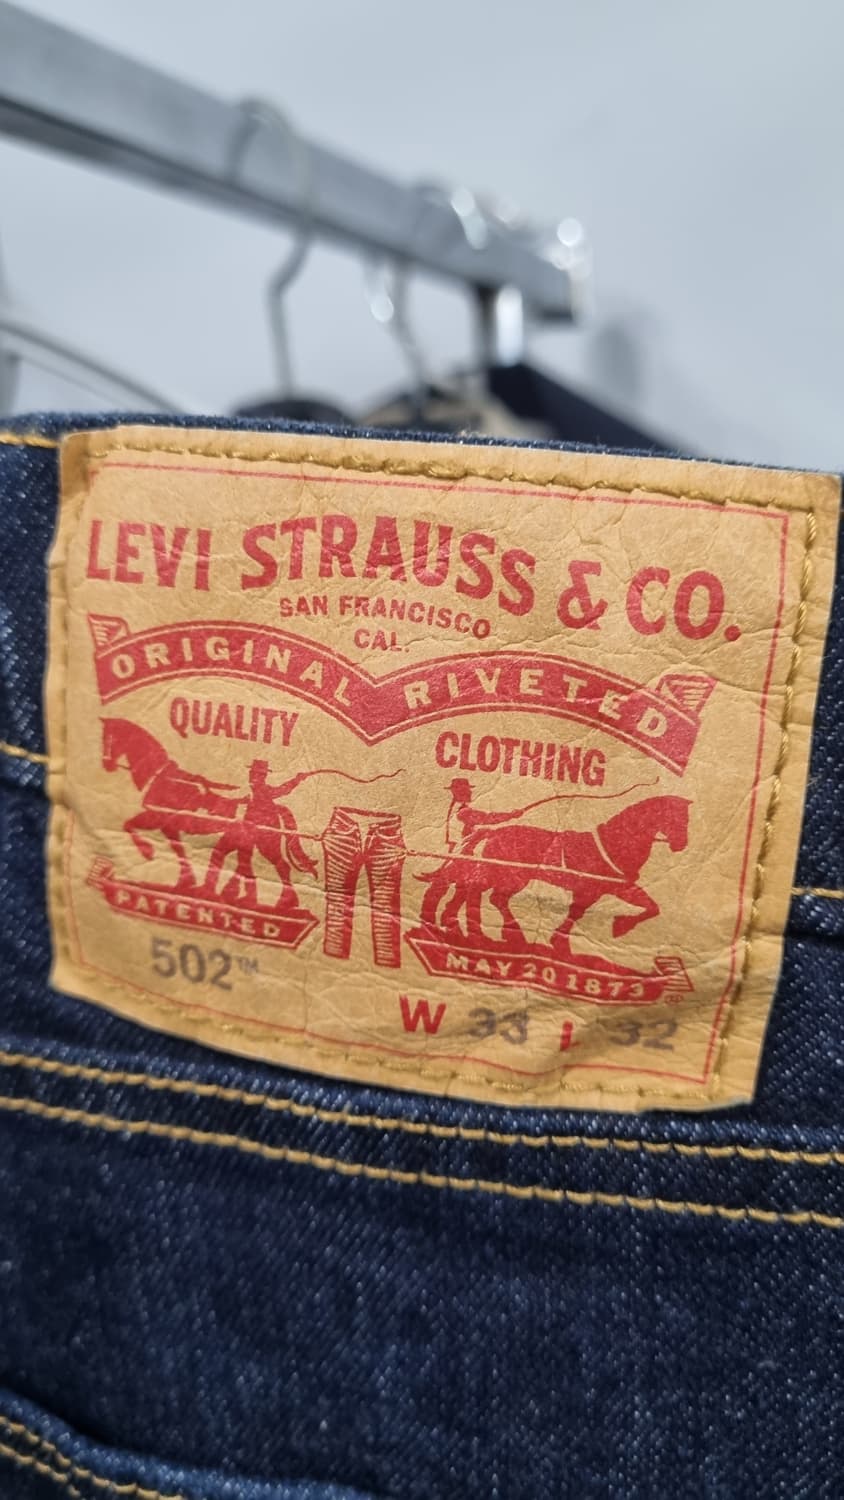 LEVI STRAUSS & CO.
SAN FRANCISCO
CAL.
ORIGINAL RIVETED
QUALITY CLOTHING
PATENTED MAY 20 1873 ®
502™
W 33 L 32